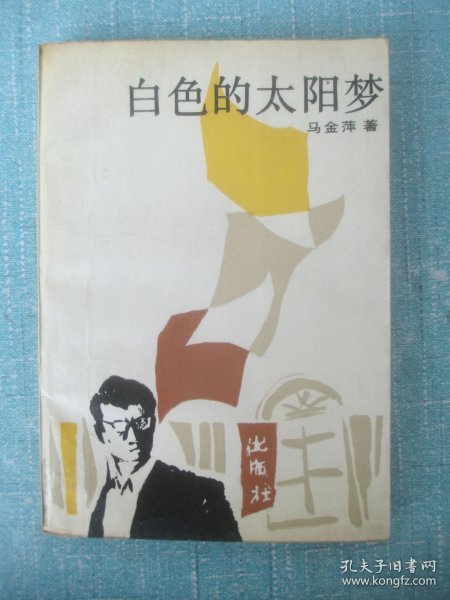 白色的太阳梦
马金萍 著
出版社
孔夫子旧书网
www.kongfz.com